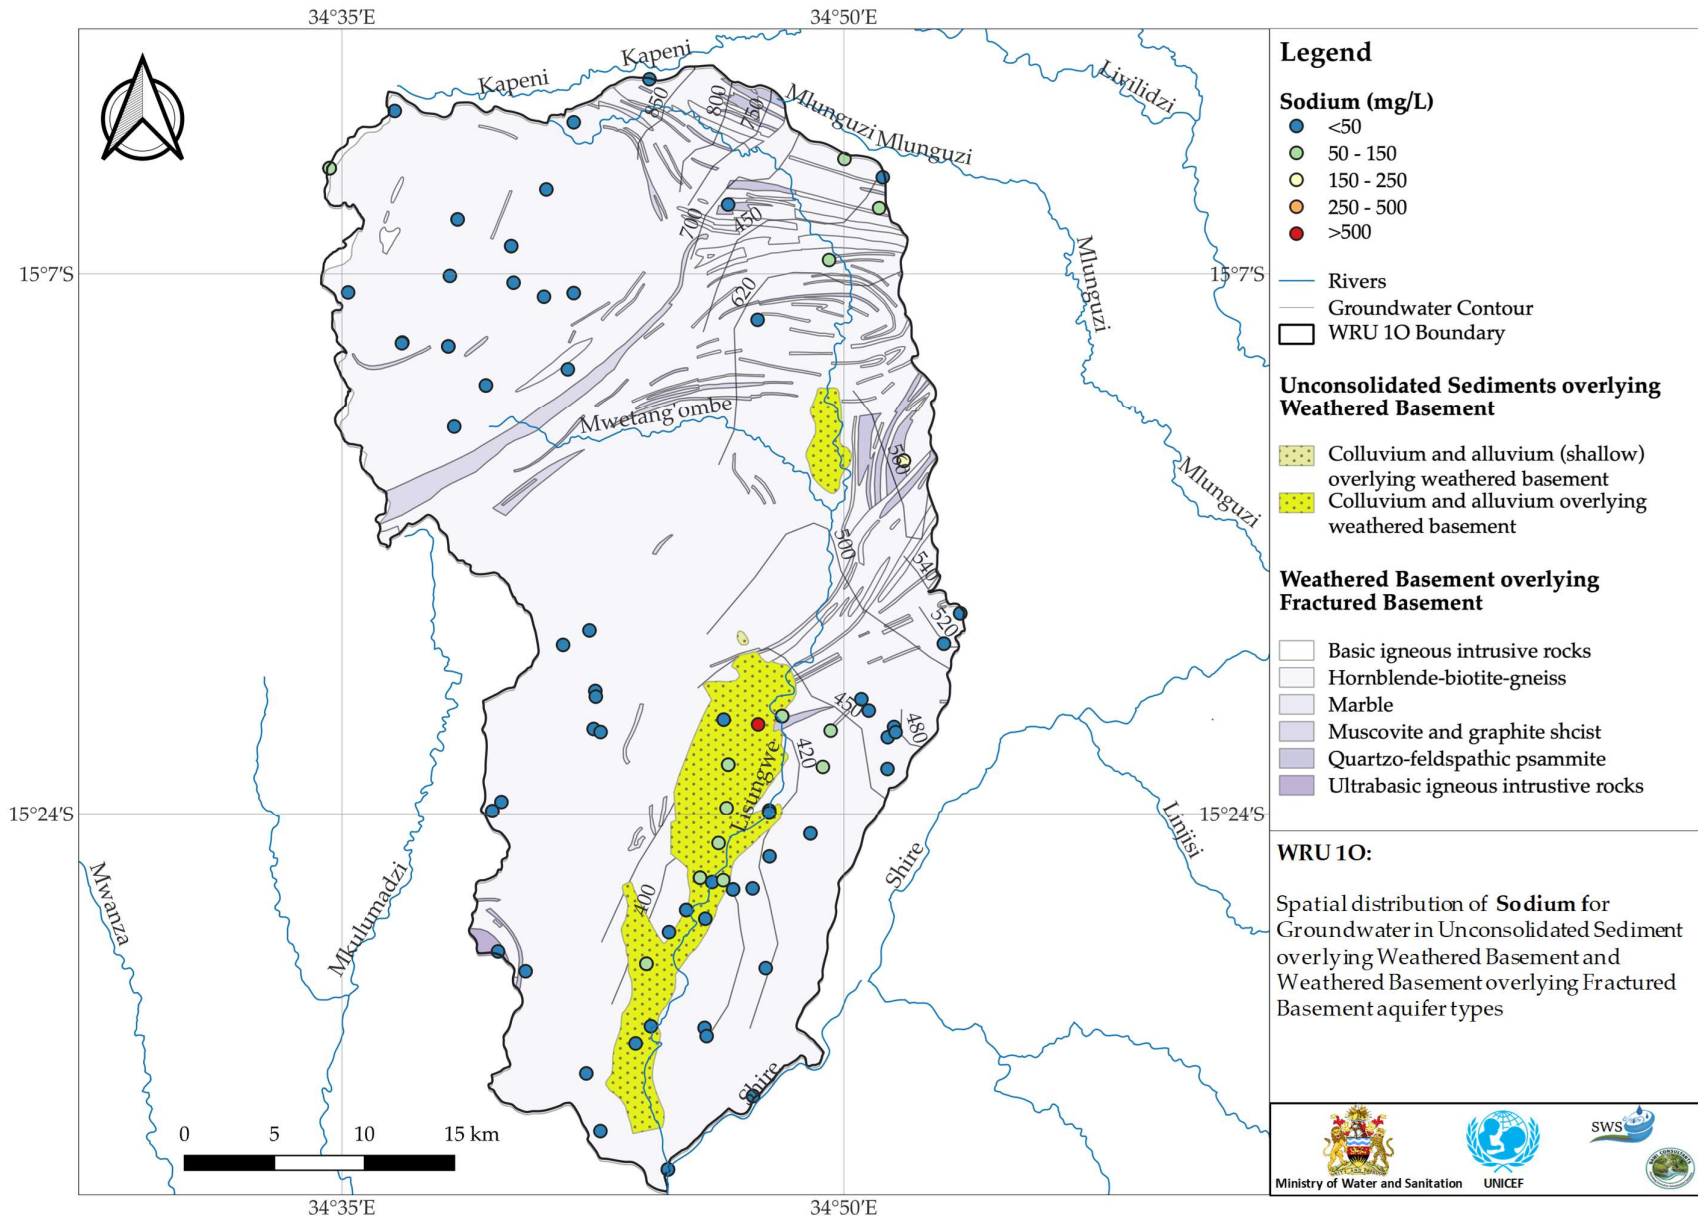 34°35′E
34°50′E
Kapeni
Kapeni
Livilidzi
850
800
750
Mlunguzi
Mlunguzi
Mlunguzi
Mlunguzi
700
450
620
15°7′S
15°7′S
Mwetang'ombe
560
500
540
520
450
480
420
Lisungwe
400
15°24′S
15°24′S
Mwanza
Mkulumadzi
Shire
Shire
Linjisi
0 5 10 15 km
34°35′E
34°50′E
Legend
Sodium (mg/L)
<50
50 - 150
150 - 250
250 - 500
>500
Rivers
Groundwater Contour
WRU 1O Boundary
Unconsolidated Sediments overlying
Weathered Basement
Colluvium and alluvium (shallow)
overlying weathered basement
Colluvium and alluvium overlying
weathered basement
Weathered Basement overlying
Fractured Basement
Basic igneous intrusive rocks
Hornblende-biotite-gneiss
Marble
Muscovite and graphite shcist
Quartzo-feldspathic psammite
Ultrabasic igneous intrustive rocks
WRU 1O:
Spatial distribution of Sodium for
Groundwater in Unconsolidated Sediment
overlying Weathered Basement and
Weathered Basement overlying Fractured
Basement aquifer types
Ministry of Water and Sanitation
UNICEF
SWS